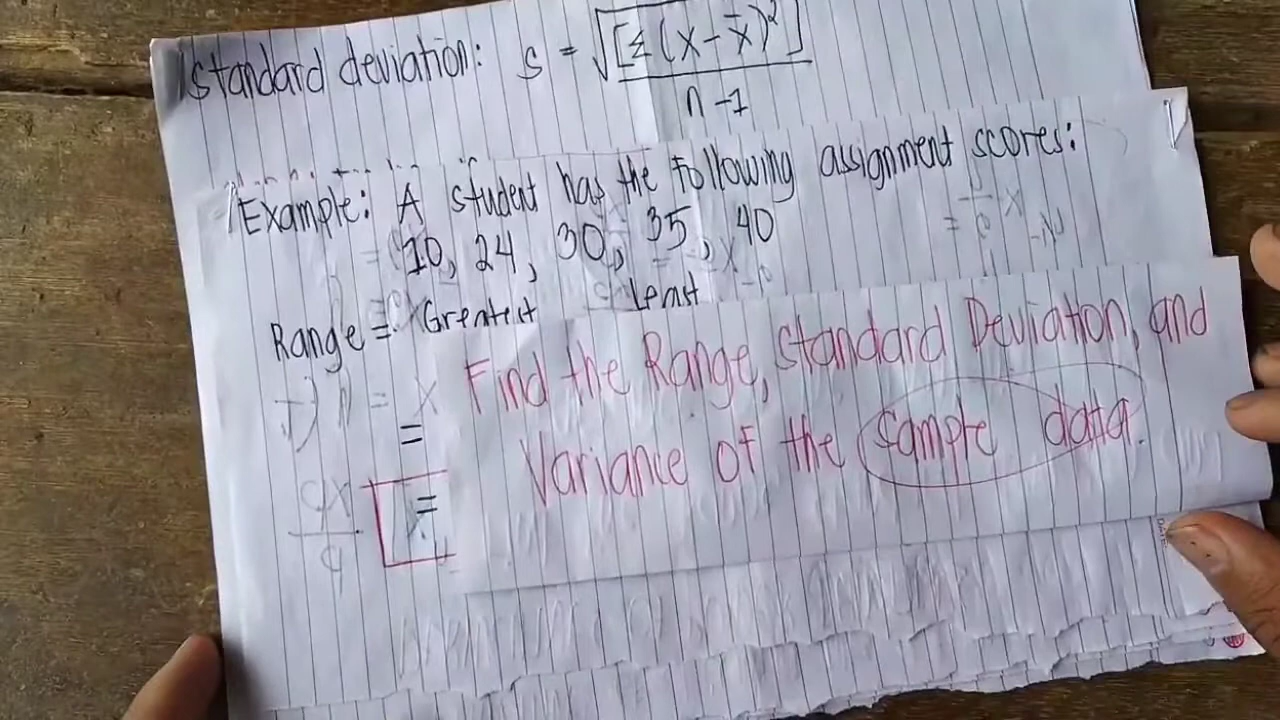 standard deviation: s = √[Σ(x-x̄)²]
n-1
Example: A student has the following assignment scores:
10, 24, 30, 35, 40
Range = Greatest Least
=
=
Find the Range, Standard Deviation, and
Variance of the sample data.